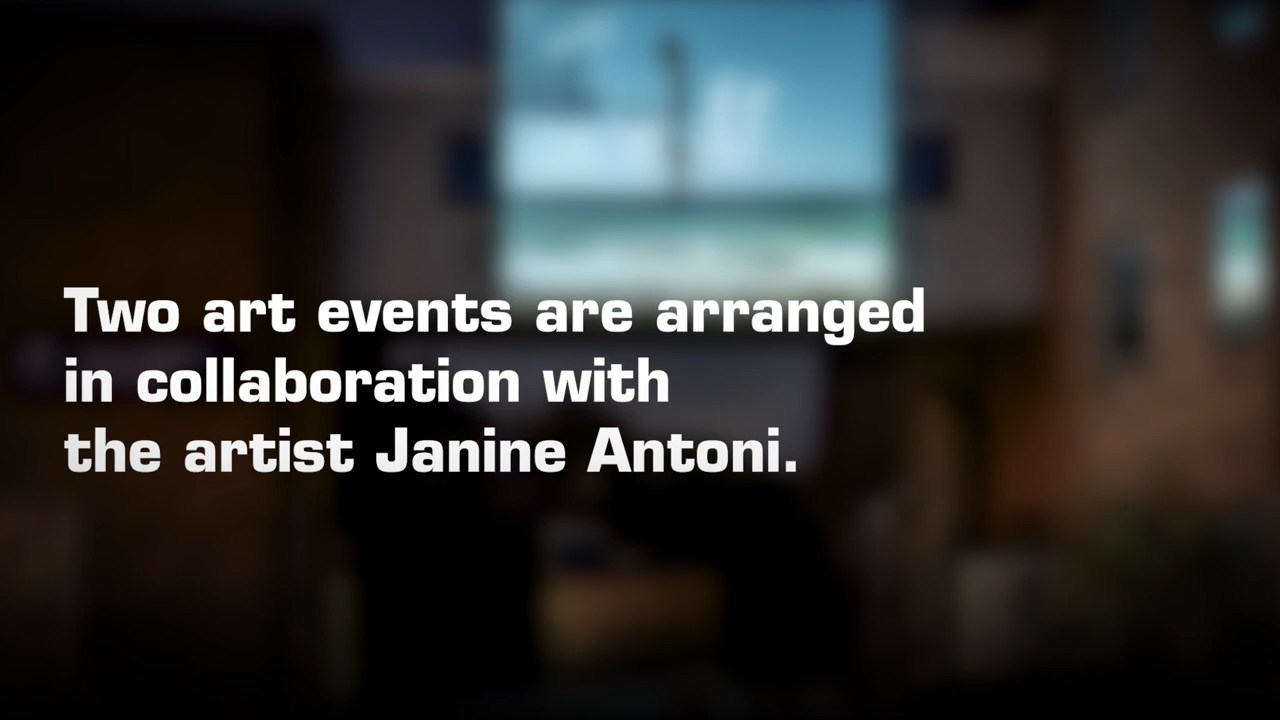 Two art events are arranged
in collaboration with
the artist Janine Antoni.